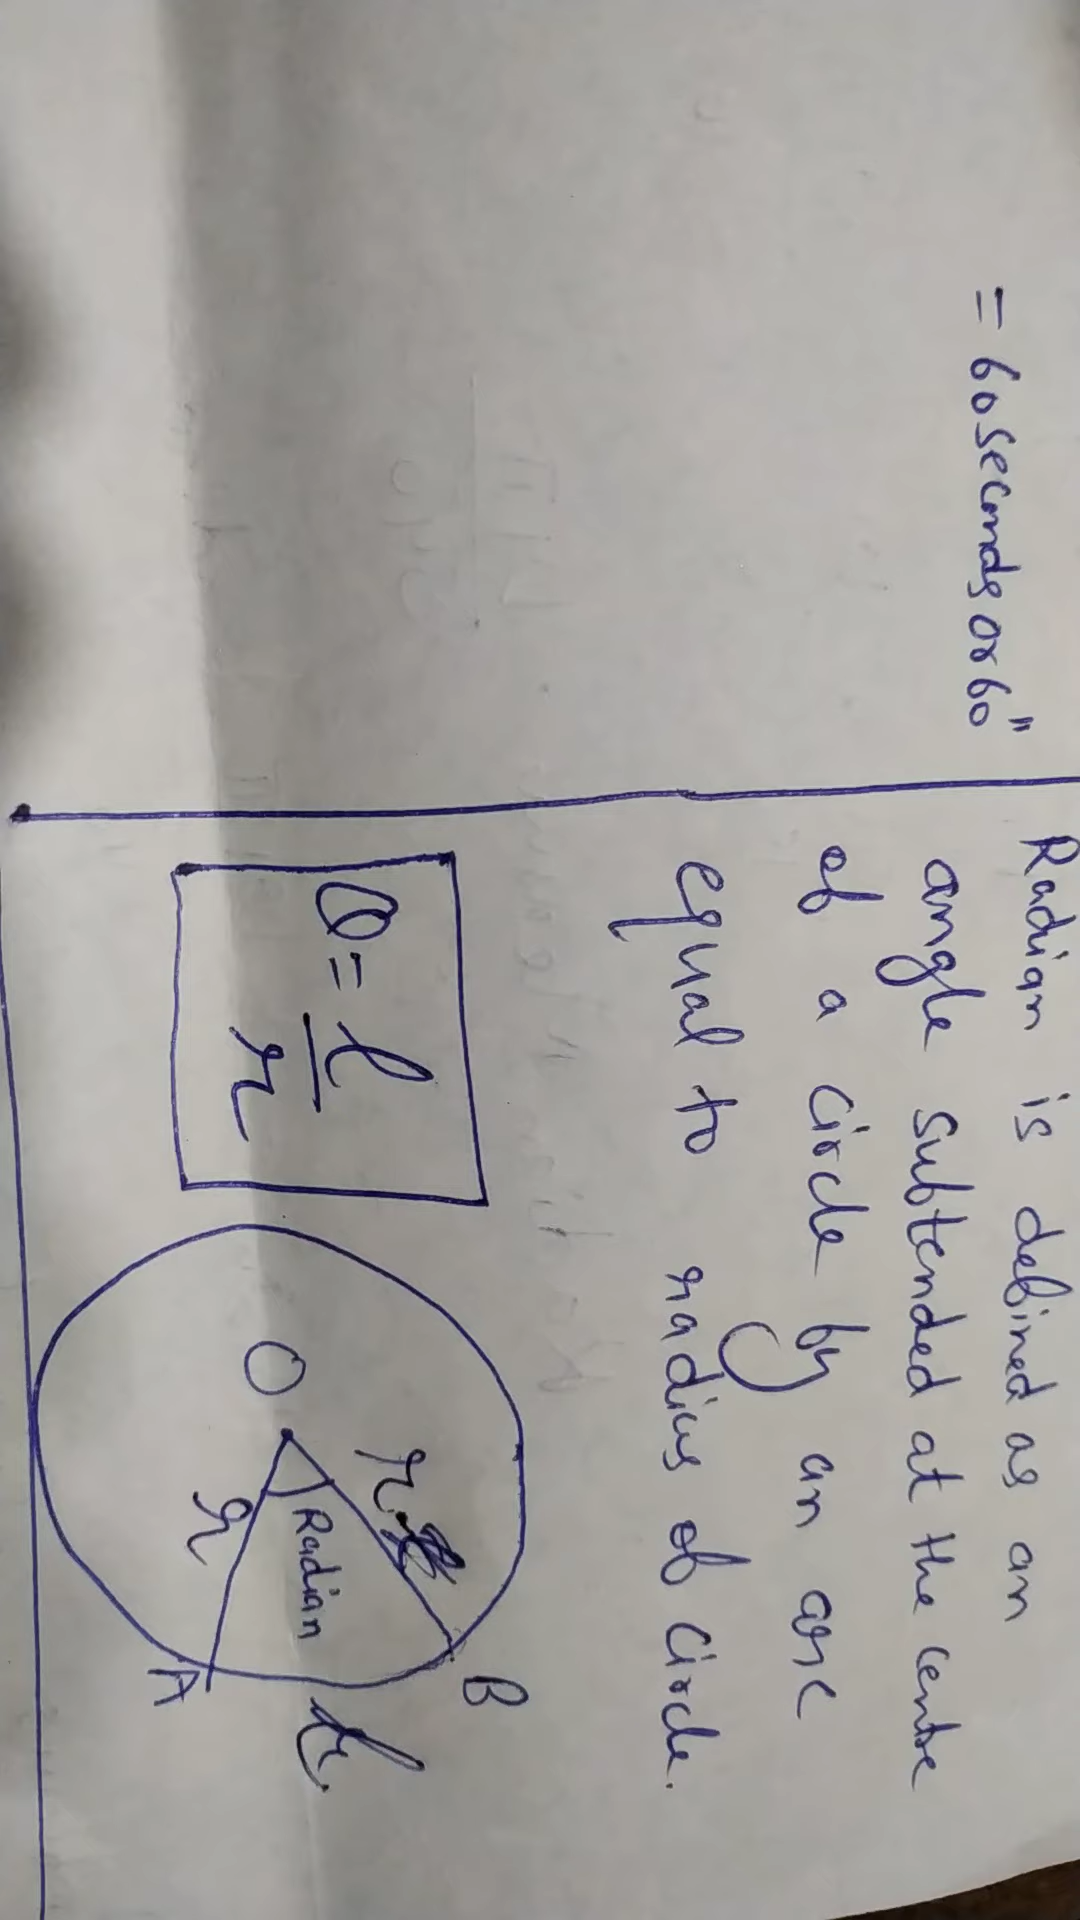 = 60 seconds or 60"
Radian is defined as an
angle subtended at the centre
of a circle by an arc
equal to radius of circle.
θ = l
r
O
r
r
Radian
B
A